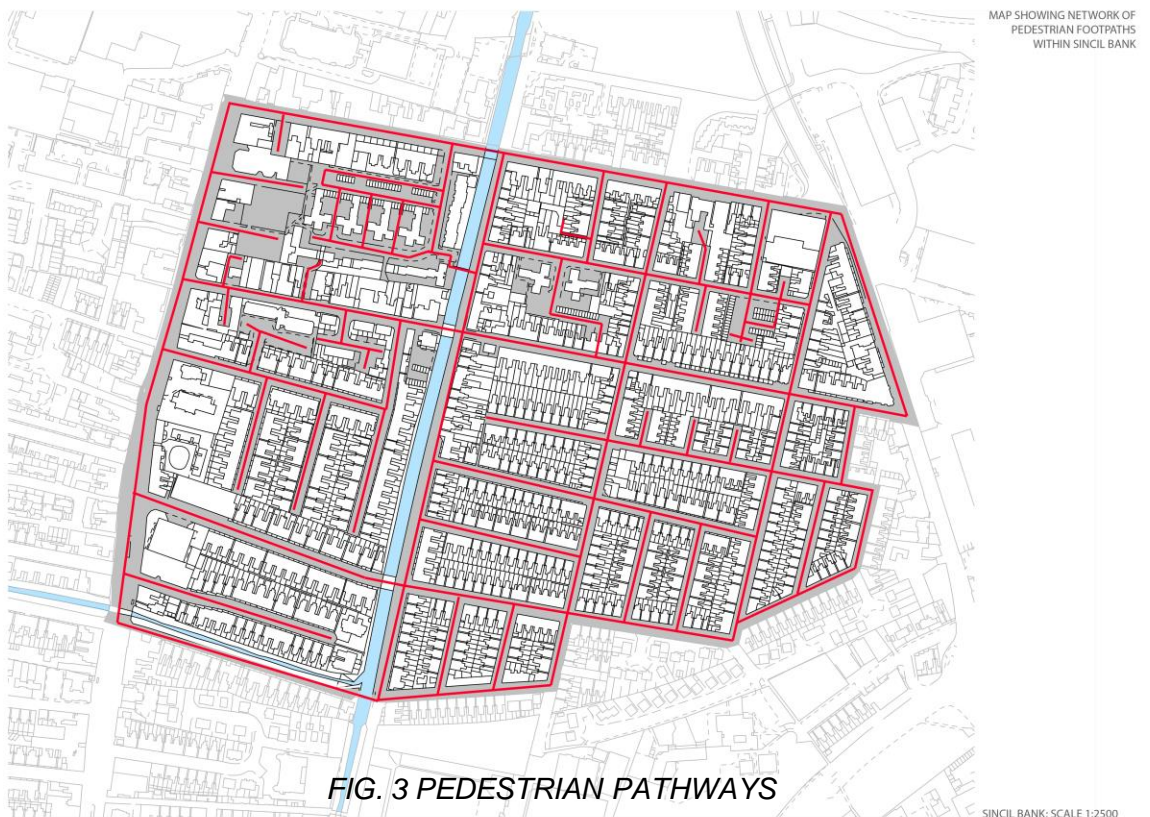 MAP SHOWING NETWORK OF
PEDESTRIAN FOOTPATHS
WITHIN SINCIL BANK
FIG. 3 PEDESTRIAN PATHWAYS
SINCIL BANK: SCALE 1:2500